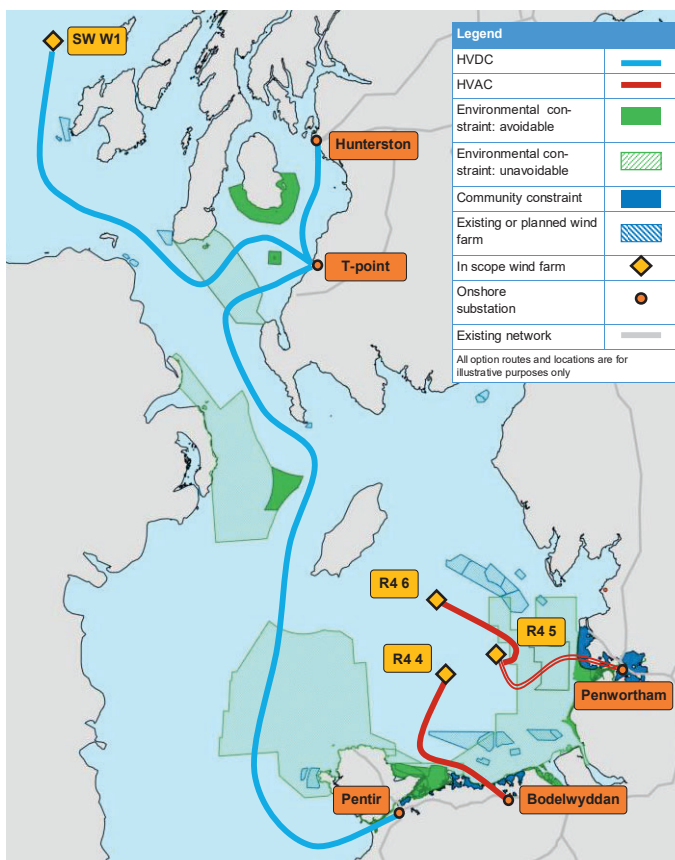 SW W1
Legend
HVDC
HVAC
Environmental con-
straint: avoidable
Environmental con-
straint: unavoidable
Community constraint
Existing or planned wind
farm
In scope wind farm
Onshore
substation
Existing network
All option routes and locations are for
illustrative purposes only
Hunterston
T-point
R4 6
R4 5
R4 4
Penwortham
Pentir
Bodelwyddan